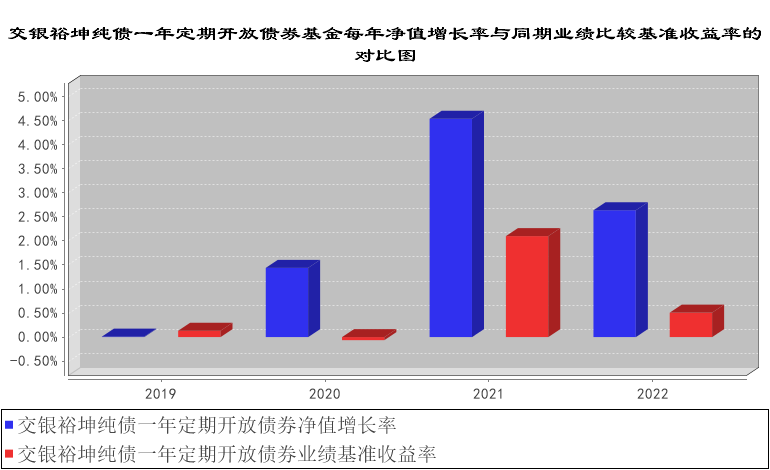 交银裕坤纯债一年定期开放债券基金每年净值增长率与同期业绩比较基准收益率的
对比图
5.00%
4.50%
4.00%
3.50%
3.00%
2.50%
2.00%
1.50%
1.00%
0.50%
0.00%
-0.50%
2019 2020 2021 2022
交银裕坤纯债一年定期开放债券净值增长率
交银裕坤纯债一年定期开放债券业绩基准收益率